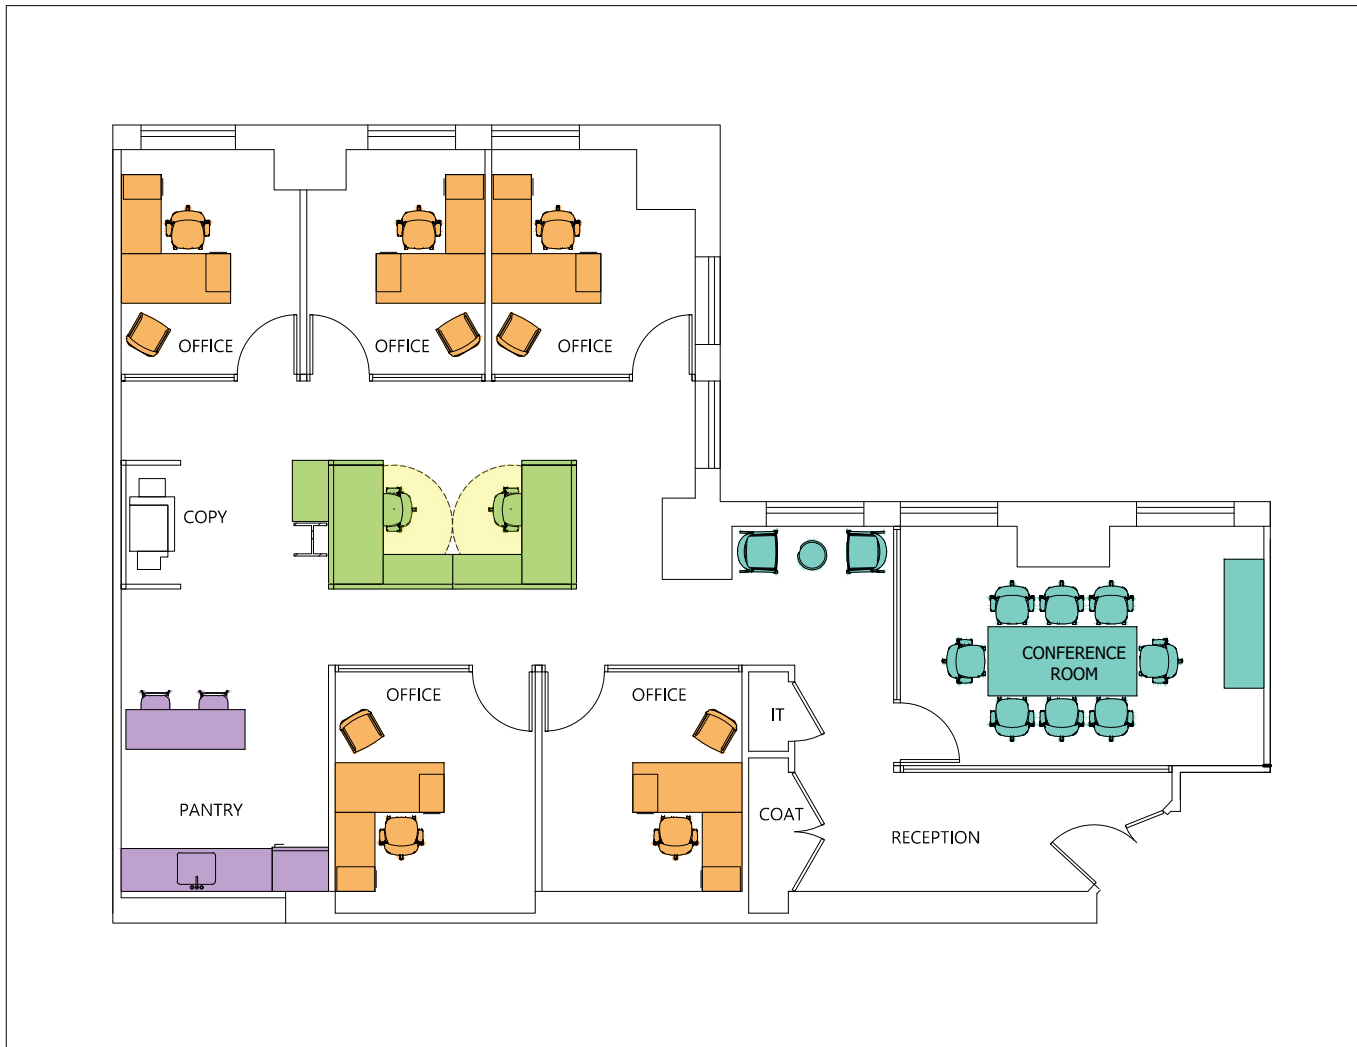 OFFICE
OFFICE
OFFICE
COPY
CONFERENCE
ROOM
OFFICE
OFFICE
IT
PANTRY
COAT
RECEPTION